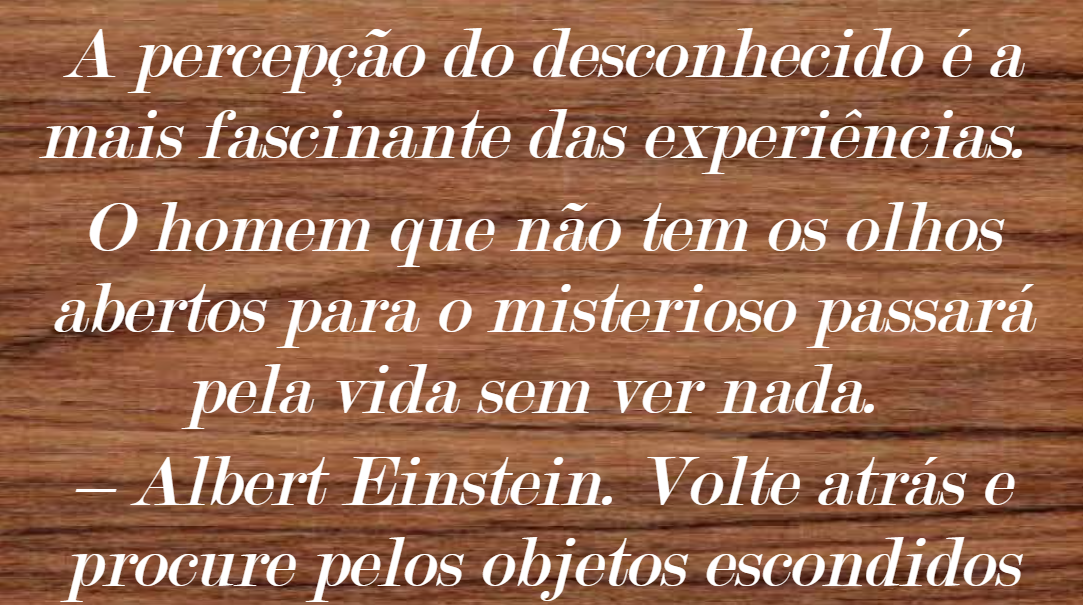 A percepção do desconhecido é a
mais fascinante das experiências.
O homem que não tem os olhos
abertos para o misterioso passará
pela vida sem ver nada.
– Albert Einstein. Volte atrás e
procure pelos objetos escondidos